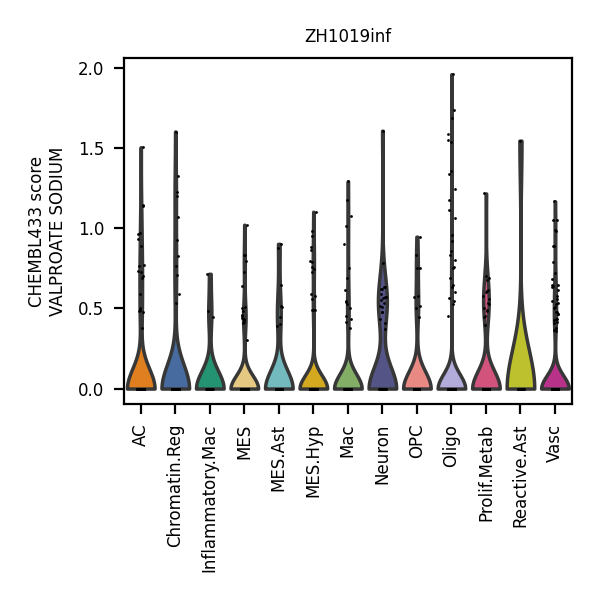 ZH1019inf
CHEMBL433 score
VALPROATE SODIUM
2.0
1.5
1.0
0.5
0.0
AC
Chromatin.Reg
Inflammatory.Mac
MES
MES.Ast
MES.Hyp
Mac
Neuron
OPC
Oligo
Prolif.Metab
Reactive.Ast
Vasc